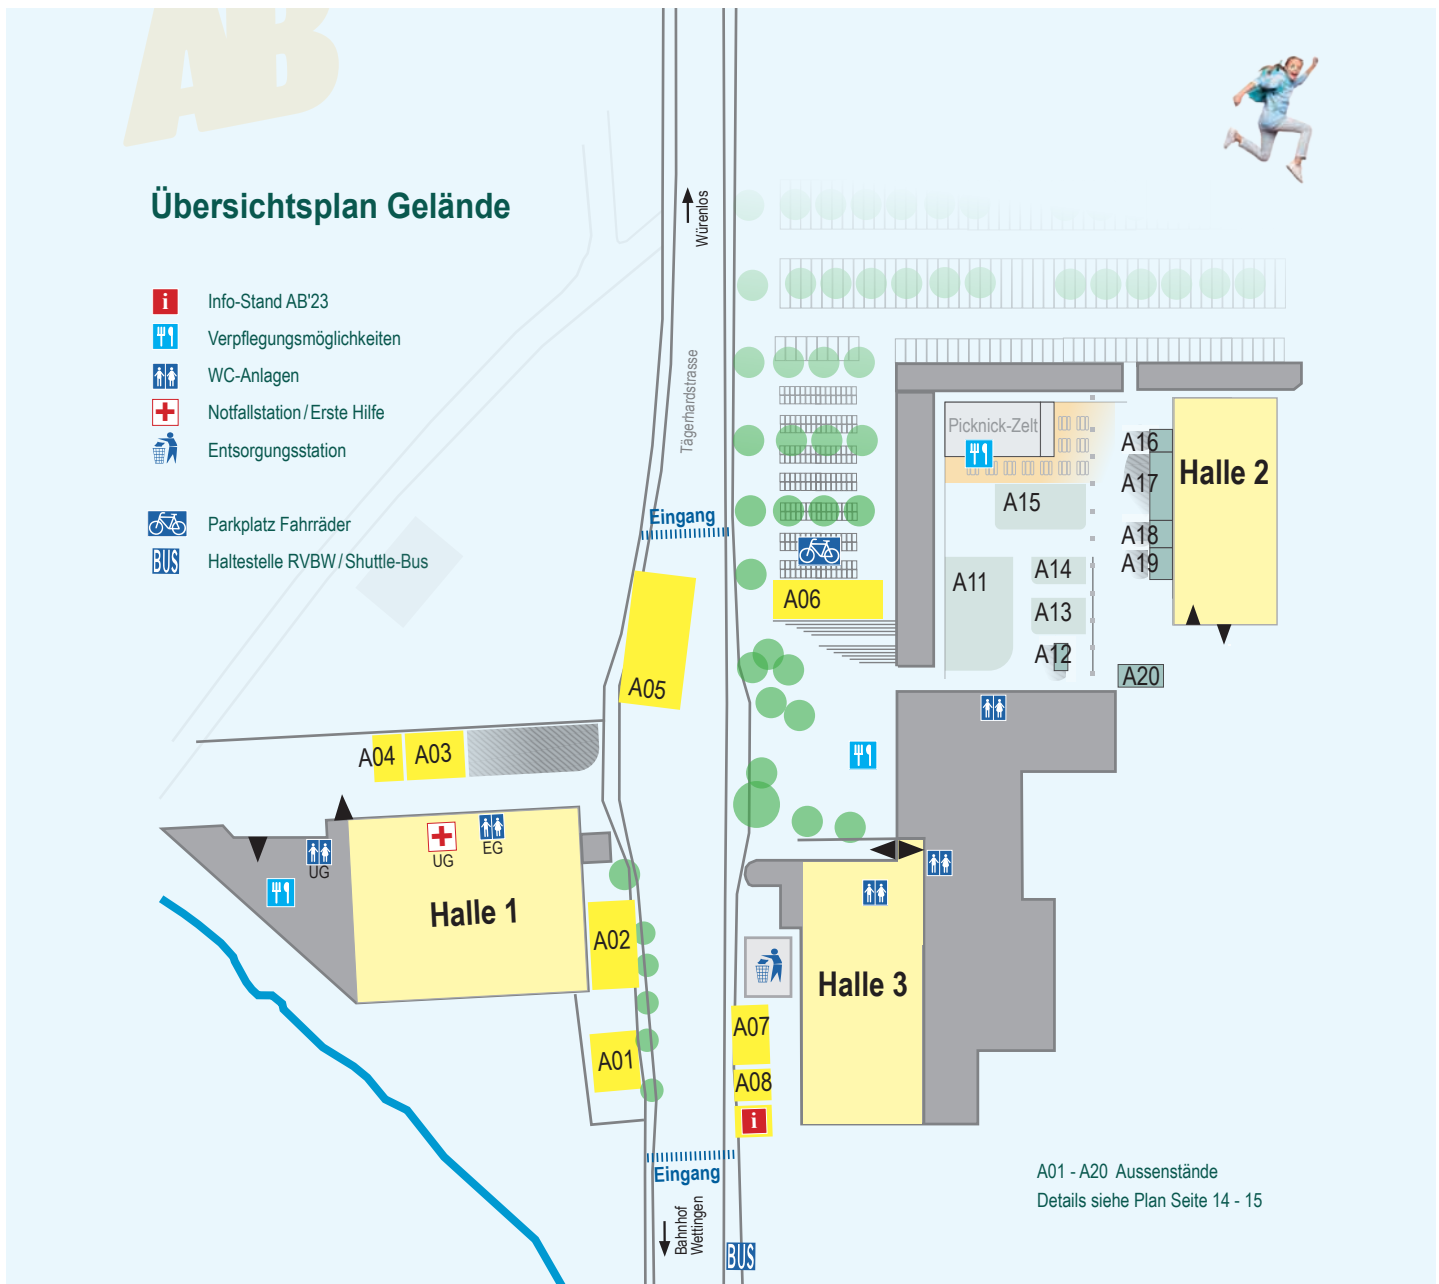 AB
Übersichtsplan Gelände
i Info-Stand AB'23
Verpflegungsmöglichkeiten
WC-Anlagen
Notfallstation / Erste Hilfe
Entsorgungsstation
Parkplatz Fahrräder
BUS Haltestelle RVBW / Shuttle-Bus
Würenlos
Tägerhardstrasse
Eingang
Picknick-Zelt
A15
A16
A17
A18
A19
Halle 2
A11
A14
A13
A12
A20
A06
A05
A04
A03
UG
UG
EG
Halle 1
A02
A01
Halle 3
A07
A08
i
Eingang
Bahnhof
Wettingen
BUS
A01 - A20 Aussenstände
Details siehe Plan Seite 14 - 15